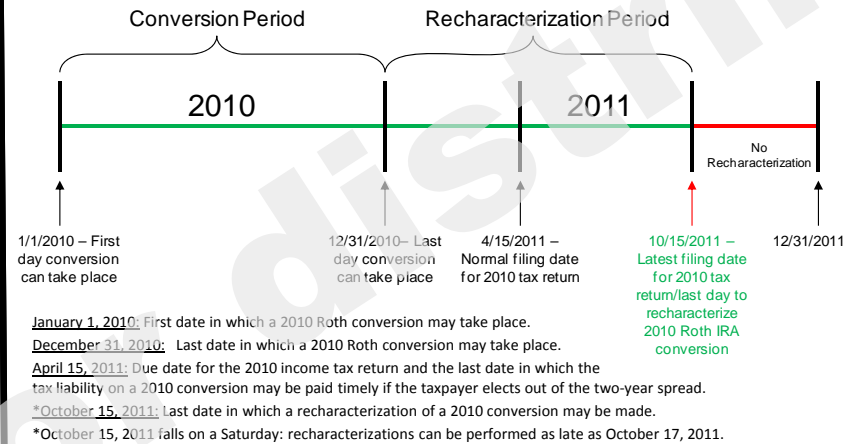 Conversion Period
Recharacterization Period
2010
2011
No
Recharacterization
1/1/2010 – First
day conversion
can take place
12/31/2010– Last
day conversion
can take place
4/15/2011 –
Normal filing date
for 2010 tax return
10/15/2011 –
Latest filing date
for 2010 tax
return/last day to
recharacterize
2010 Roth IRA
conversion
12/31/2011
January 1, 2010: First date in which a 2010 Roth conversion may take place.
December 31, 2010: Last date in which a 2010 Roth conversion may take place.
April 15, 2011: Due date for the 2010 income tax return and the last date in which the
tax liability on a 2010 conversion may be paid timely if the taxpayer elects out of the two-year spread.
*October 15, 2011: Last date in which a recharacterization of a 2010 conversion may be made.
*October 15, 2011 falls on a Saturday: recharacterizations can be performed as late as October 17, 2011.
or distri